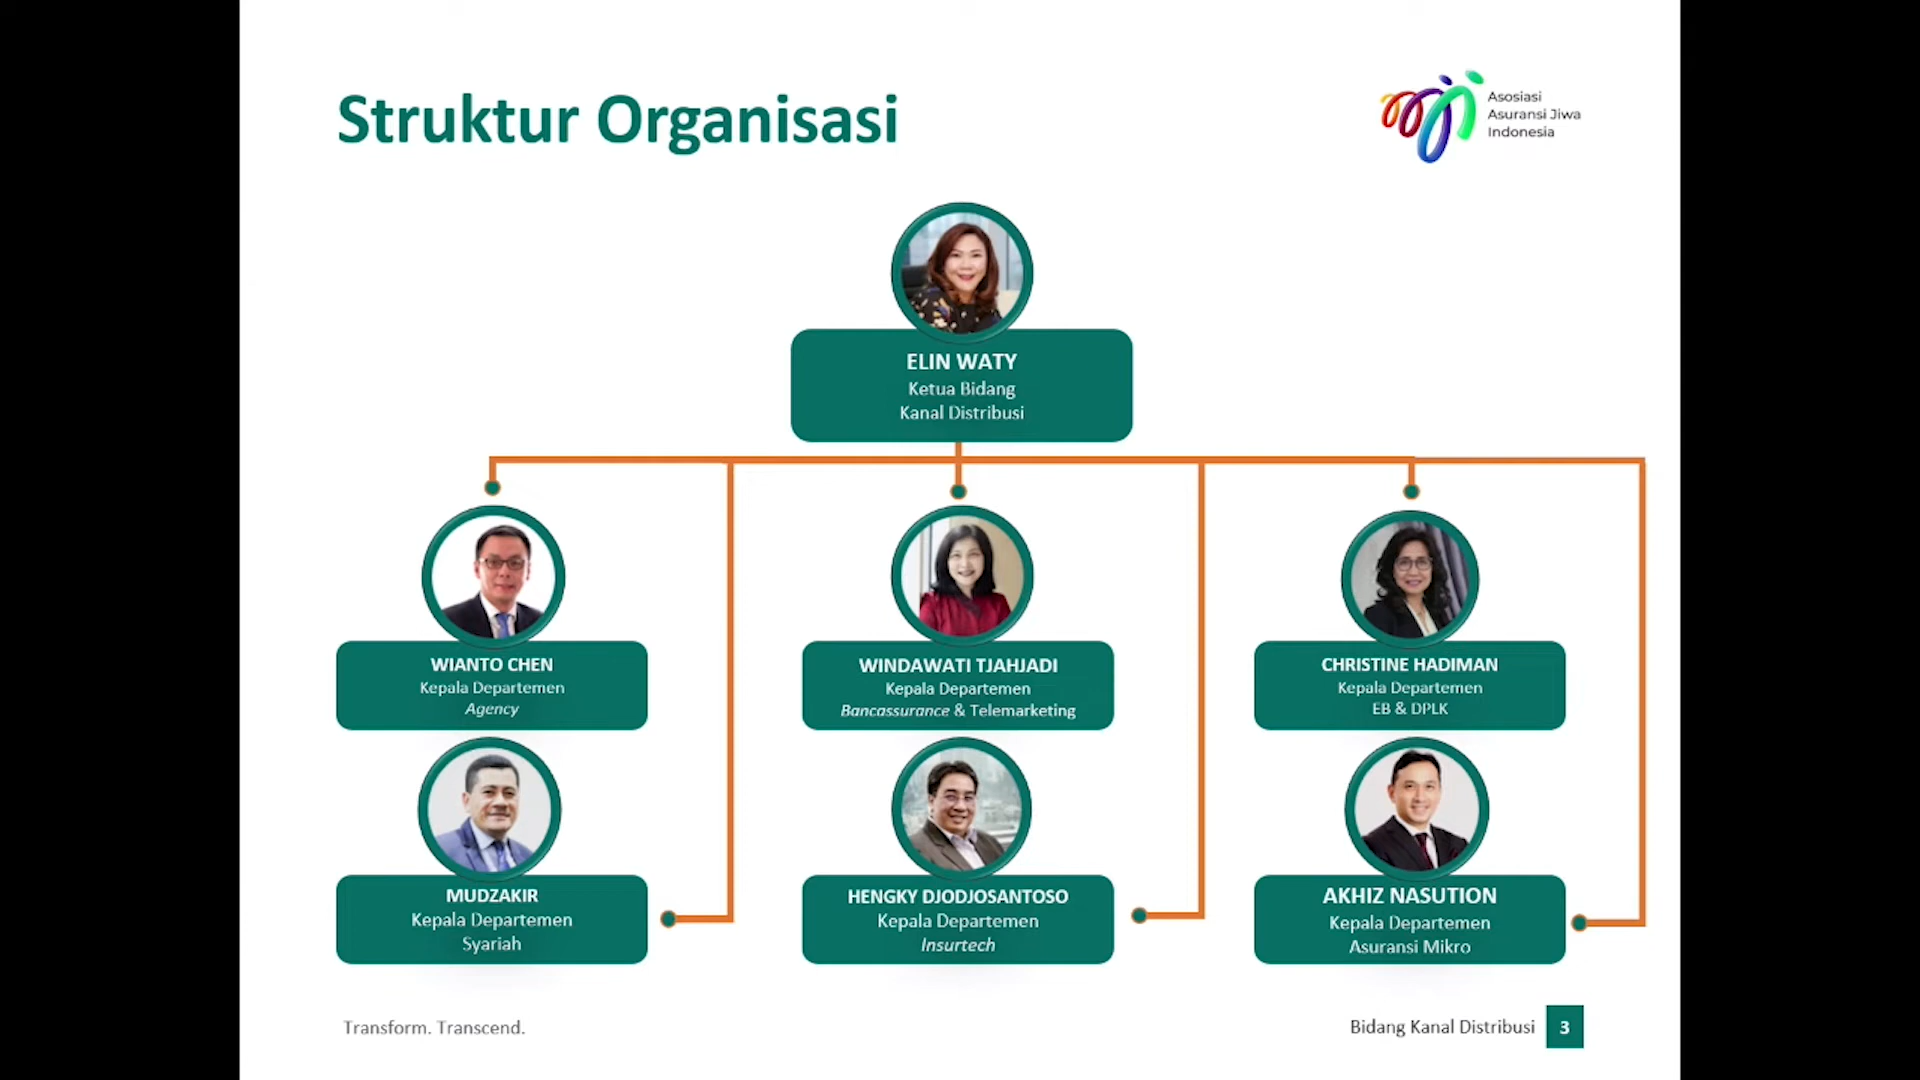 Struktur Organisasi
Asosiasi
Asuransi Jiwa
Indonesia
ELIN WATY
Ketua Bidang
Kanal Distribusi
WIANTO CHEN
Kepala Departemen
Agency
WINDAWATI TJAHJADI
Kepala Departemen
Bancassurance & Telemarketing
CHRISTINE HADIMAN
Kepala Departemen
EB & DPLK
MUDZAKIR
Kepala Departemen
Syariah
HENGKY DJODJOSANTOSO
Kepala Departemen
Insurtech
AKHIZ NASUTION
Kepala Departemen
Asuransi Mikro
Transform. Transcend.
Bidang Kanal Distribusi 3